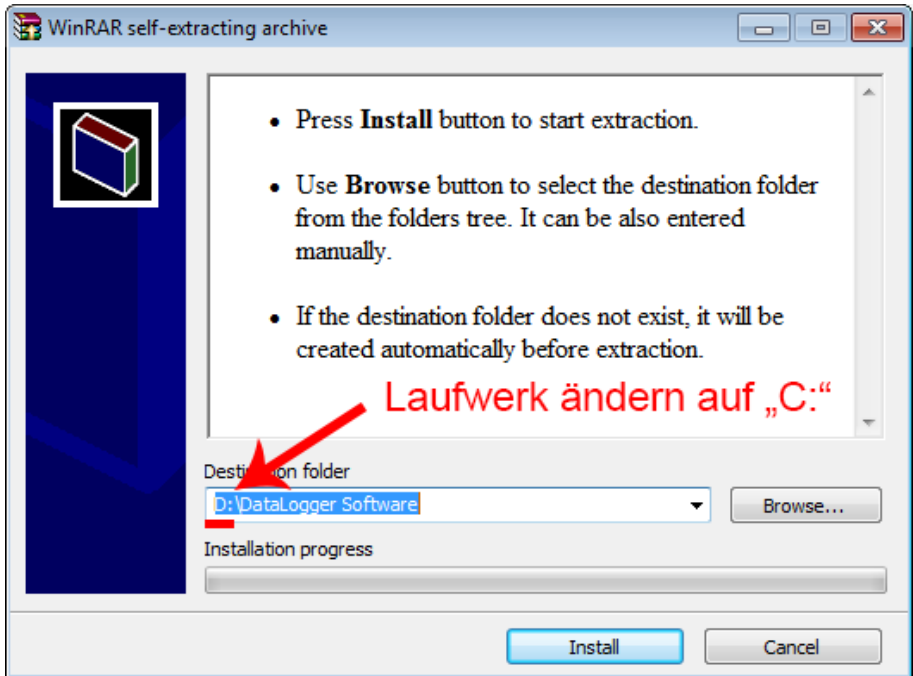 WinRAR self-extracting archive
• Press Install button to start extraction.
• Use Browse button to select the destination folder
from the folders tree. It can be also entered
manually.
• If the destination folder does not exist, it will be
created automatically before extraction.
Laufwerk ändern auf „C:“
Destination folder
D:\DataLogger Software
Browse...
Installation progress
Install
Cancel